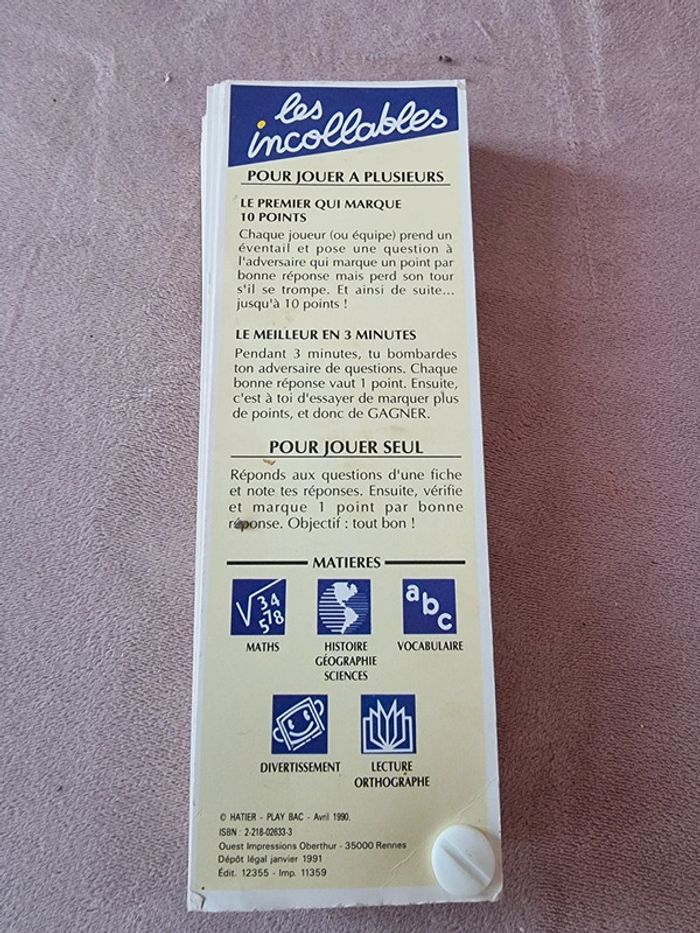 les
incollables
POUR JOUER A PLUSIEURS
LE PREMIER QUI MARQUE
10 POINTS
Chaque joueur (ou équipe) prend un
éventail et pose une question à
l'adversaire qui marque un point par
bonne réponse mais perd son tour
s'il se trompe. Et ainsi de suite...
jusqu'à 10 points !
LE MEILLEUR EN 3 MINUTES
Pendant 3 minutes, tu bombardes
ton adversaire de questions. Chaque
bonne réponse vaut 1 point. Ensuite,
c'est à toi d'essayer de marquer plus
de points, et donc de GAGNER.
POUR JOUER SEUL
Réponds aux questions d'une fiche
et note tes réponses. Ensuite, vérifie
et marque 1 point par bonne
réponse. Objectif : tout bon !
MATIERES
√34
578
abc
MATHS
HISTOIRE
GÉOGRAPHIE
SCIENCES
VOCABULAIRE
DIVERTISSEMENT
LECTURE
ORTHOGRAPHE
© HATIER - PLAY BAC - Avril 1990.
ISBN : 2-218-02633-3
Ouest Impressions Oberthur - 35000 Rennes
Dépôt légal janvier 1991
Édit. 12355 - Imp. 11359